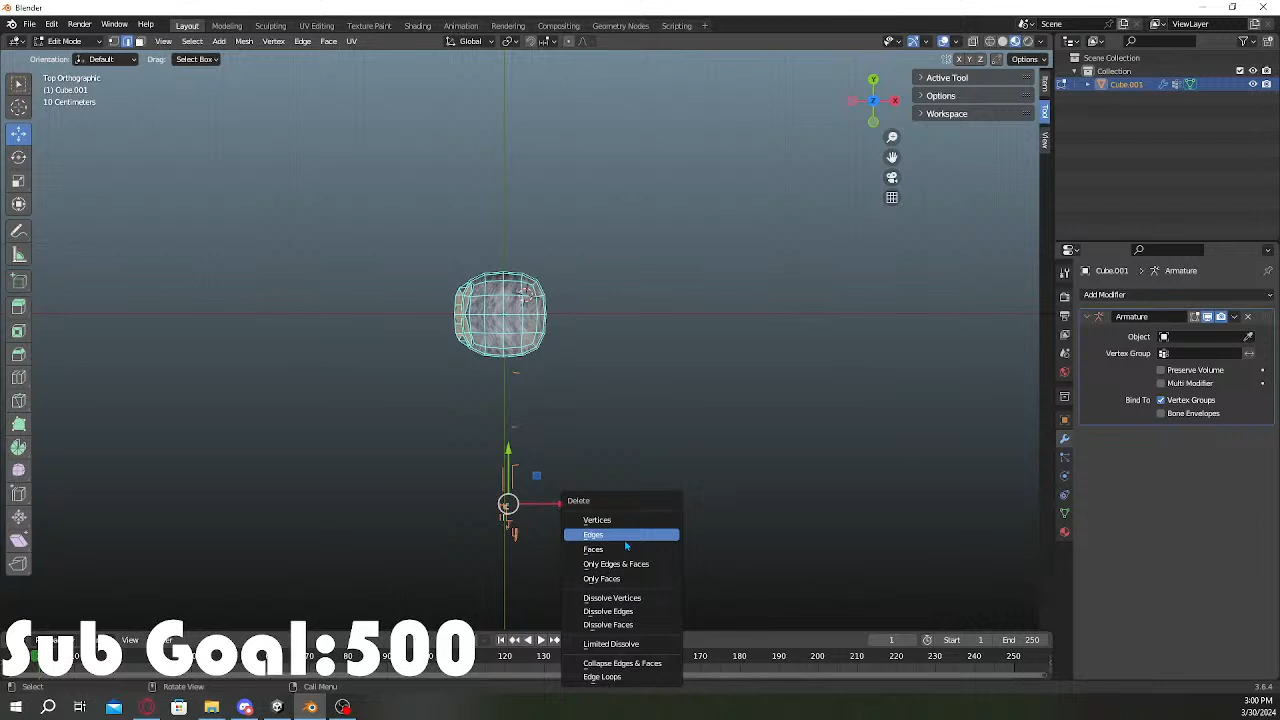 Blender
File Edit Render Window Help
Layout Modeling Sculpting UV Editing Texture Paint Shading Animation Rendering Compositing Geometry Nodes Scripting +
Scene
ViewLayer
Edit Mode
View Select Add Mesh Vertex Edge Face UV
Global
Orientation: Default Drag: Select Box
X Y Z Options
Top Orthographic
(1) Cube.001
10 Centimeters
Y
Z
X
Active Tool
Options
Workspace
Item
Tool
View
Scene Collection
Collection
Cube.001
Cube.001 > Armature
Add Modifier
Armature
Object
Vertex Group
Preserve Volume
Multi Modifier
Bind To Vertex Groups
Bone Envelopes
Delete
Vertices
Edges
Faces
Only Edges & Faces
Only Faces
Dissolve Vertices
Dissolve Edges
Dissolve Faces
Limited Dissolve
Collapse Edges & Faces
Edge Loops
Sub Goal:500
View
1 Start 1 End 250
120 140 160 180 200 220 240
Select Rotate View Call Menu
3.6.4
3:00 PM
3/30/2024